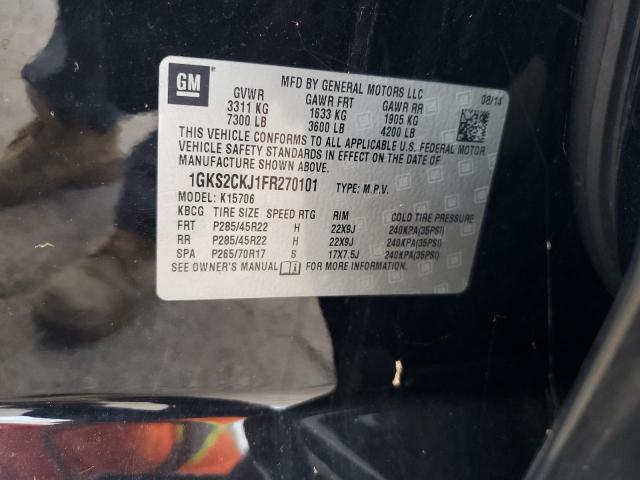 GM
MFD BY GENERAL MOTORS LLC
08/14
GVWR GAWR FRT GAWR RR
3311 KG 1633 KG 1905 KG
7300 LB 3600 LB 4200 LB
THIS VEHICLE CONFORMS TO ALL APPLICABLE U.S. FEDERAL MOTOR
VEHICLE SAFETY STANDARDS IN EFFECT ON THE DATE OF
MANUFACTURE SHOWN ABOVE.
1GKS2CKJ1FR270101 TYPE: M.P.V.
MODEL: K15706
KBCG TIRE SIZE SPEED RTG RIM COLD TIRE PRESSURE
FRT P285/45R22 H 22X9J 240KPA(35PSI)
RR P285/45R22 H 22X9J 240KPA(35PSI)
SPA P265/70R17 S 17X7.5J 240KPA(35PSI)
SEE OWNER'S MANUAL FOR MORE INFORMATION.